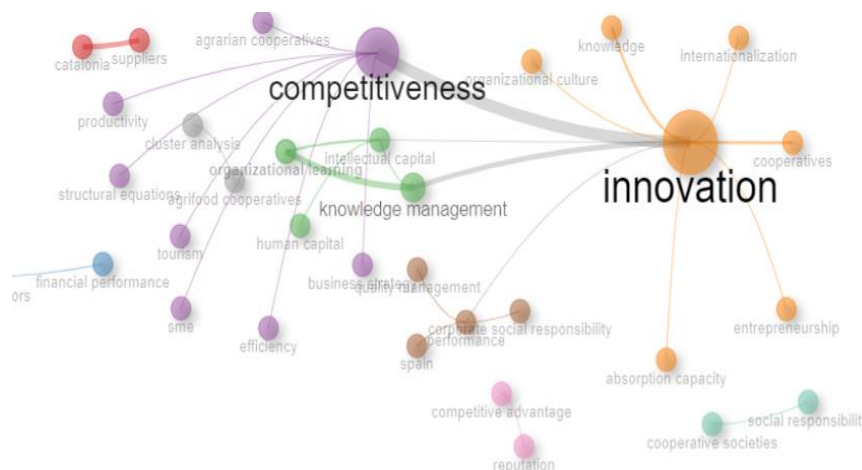 agrarian cooperatives
knowledge
internationalization
catalonia
suppliers
organizational culture
competitiveness
productivity
cluster analysis
intellectual capital
cooperatives
organizational learning
structural equations
agrifood cooperatives
innovation
knowledge management
human capital
tourism
financial performance
business strategy
quality management
ors
sme
efficiency
corporate social responsibility
performance
entrepreneurship
spain
absorption capacity
competitive advantage
social responsibilit
cooperative societies
reputation